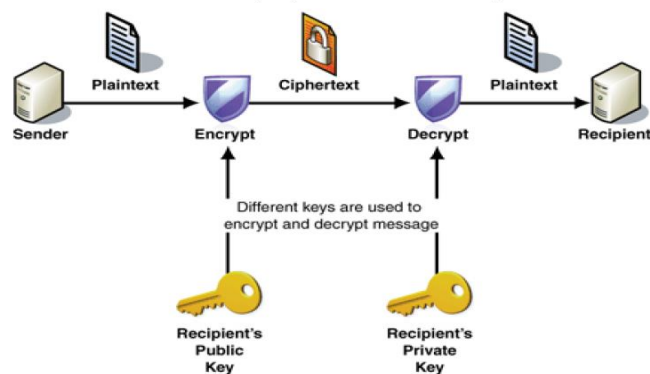 Plaintext
Ciphertext
Plaintext
Sender
Encrypt
Decrypt
Recipient
Different keys are used to
encrypt and decrypt message
Recipient's
Public
Key
Recipient's
Private
Key